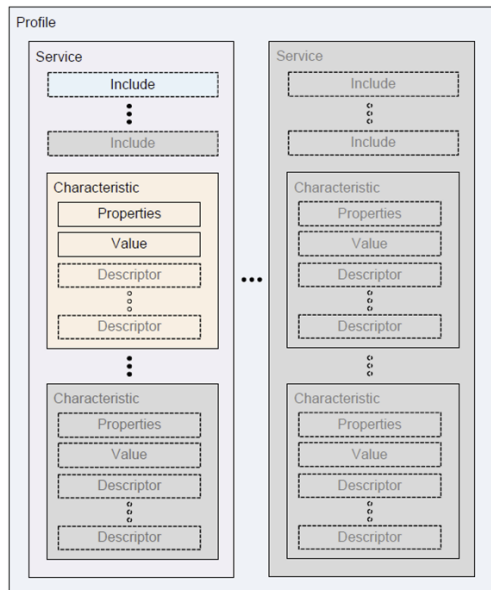 Profile
Service
Include
Include
Characteristic
Properties
Value
Descriptor
Descriptor
Characteristic
Properties
Value
Descriptor
Descriptor
Service
Include
Include
Characteristic
Properties
Value
Descriptor
Descriptor
Characteristic
Properties
Value
Descriptor
Descriptor